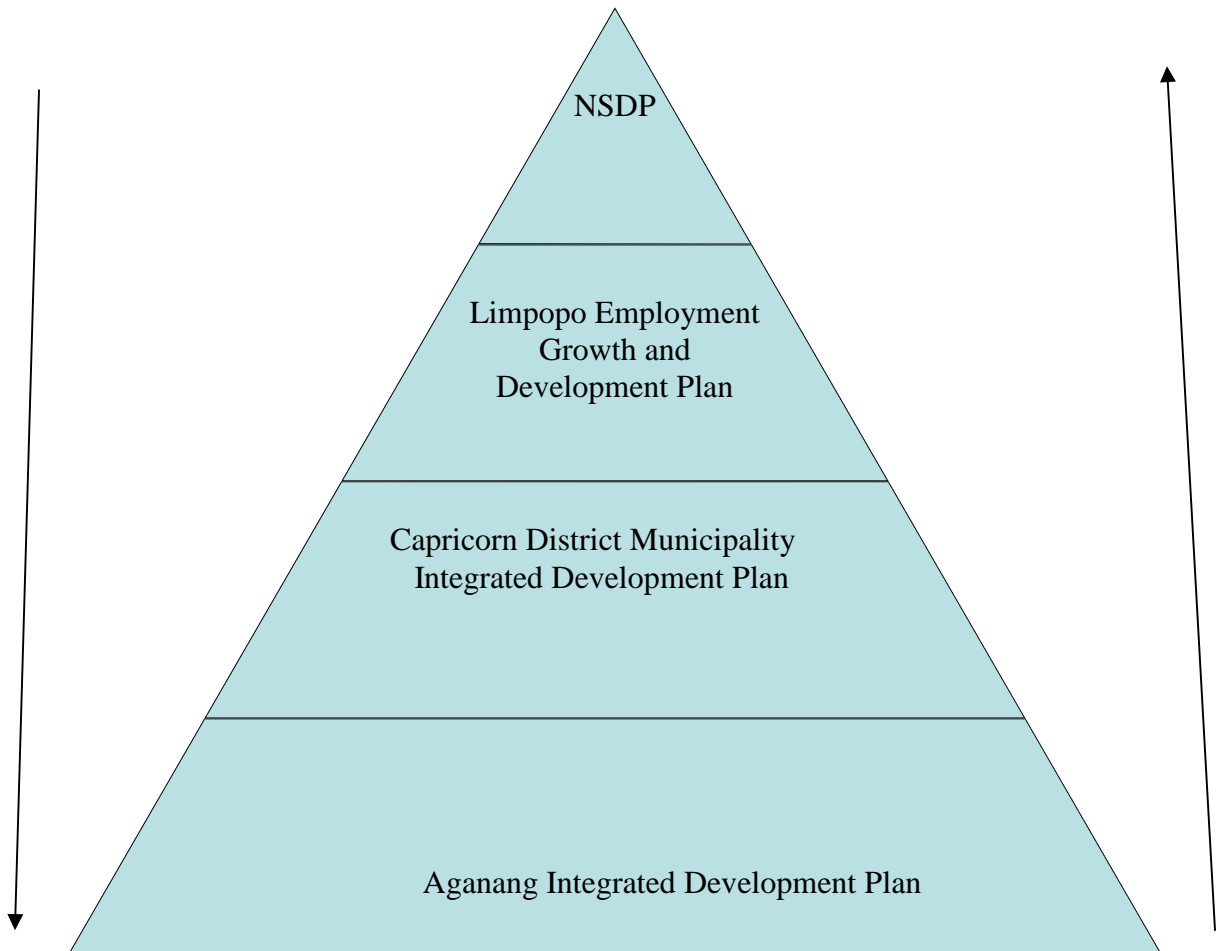 NSDP
Limpopo Employment
Growth and
Development Plan
Capricorn District Municipality
Integrated Development Plan
Aganang Integrated Development Plan